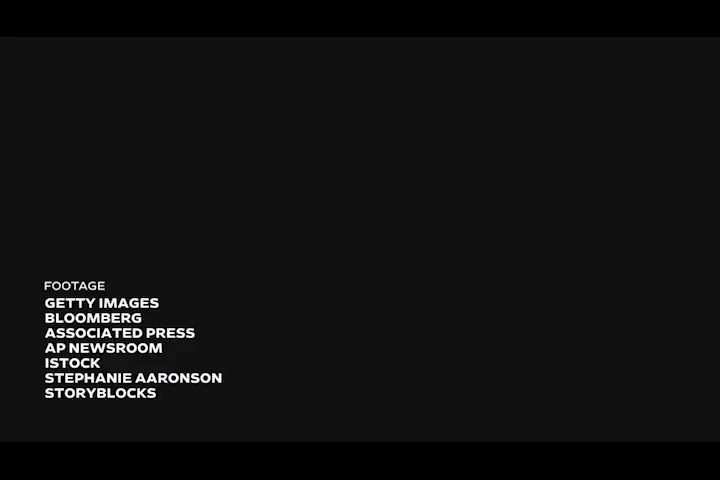 FOOTAGE
GETTY IMAGES
BLOOMBERG
ASSOCIATED PRESS
AP NEWSROOM
ISTOCK
STEPHANIE AARONSON
STORYBLOCKS